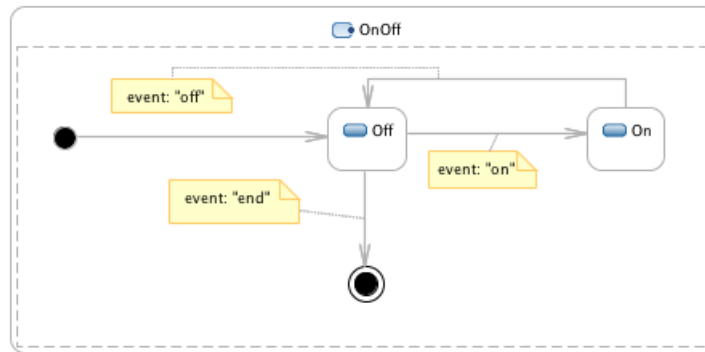 OnOff
event: "off"
Off
On
event: "on"
event: "end"